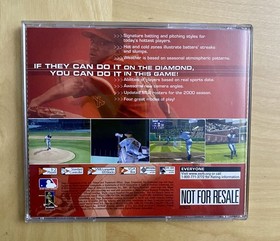 Signature batting and pitching styles for
today's hottest players.
Hot and cold zones illustrate batters' streaks
and slumps.
Weather is based on seasonal atmospheric patterns.
IF THEY CAN DO IT ON THE DIAMOND,
YOU CAN DO IT IN THIS GAME!
Abilities of players based on real sports data.
Awesome view camera angles.
Updated MLB rosters for the 2000 season.
Four great modes of play!
EVERYONE
NOT FOR RESALE